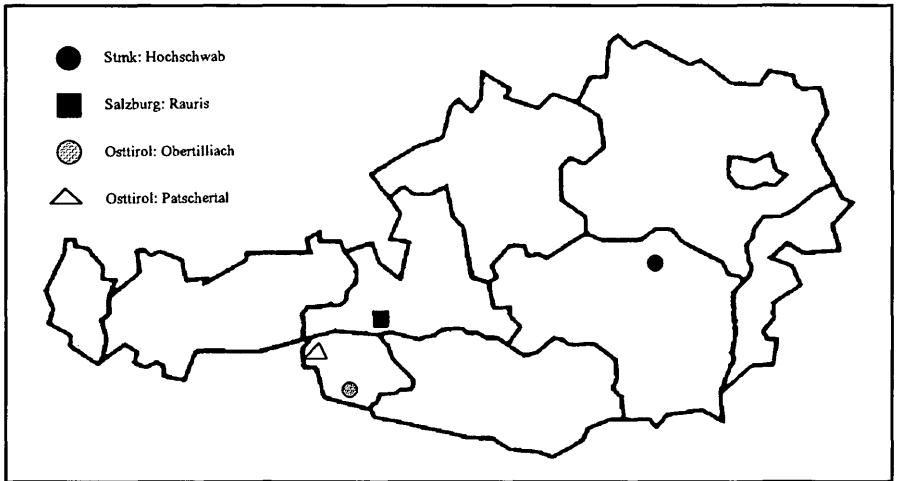 Stmk: Hochschwab
Salzburg: Rauris
Osttirol: Obertilliach
Osttirol: Patschertal